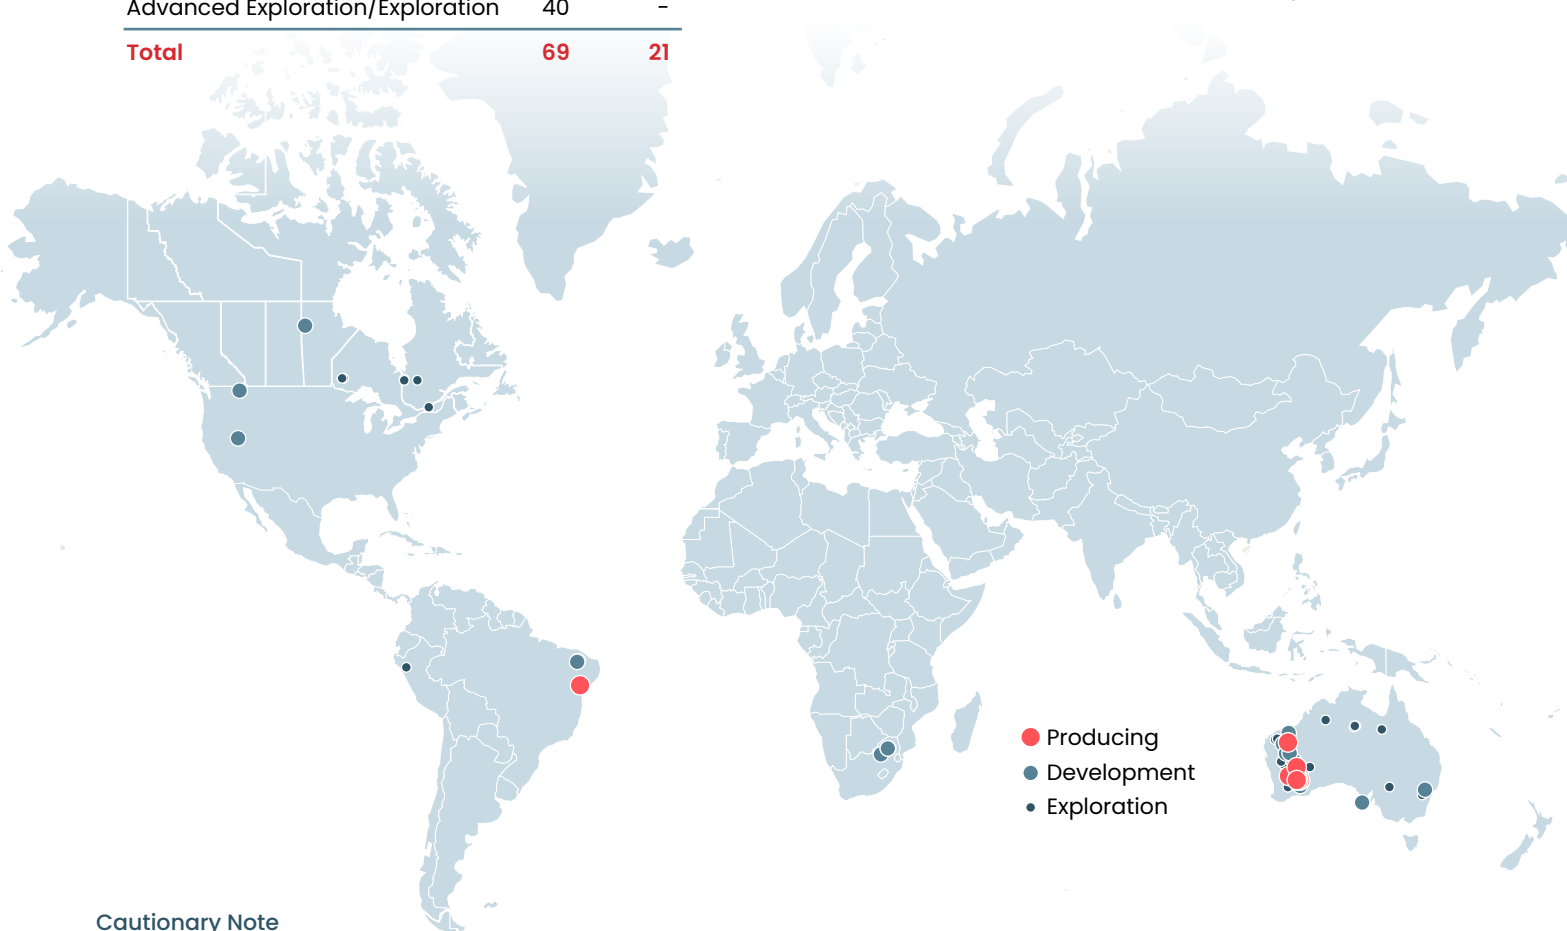 Advanced Exploration/Exploration 40 -
Total 69 21
Producing
Development
Exploration
Cautionary Note